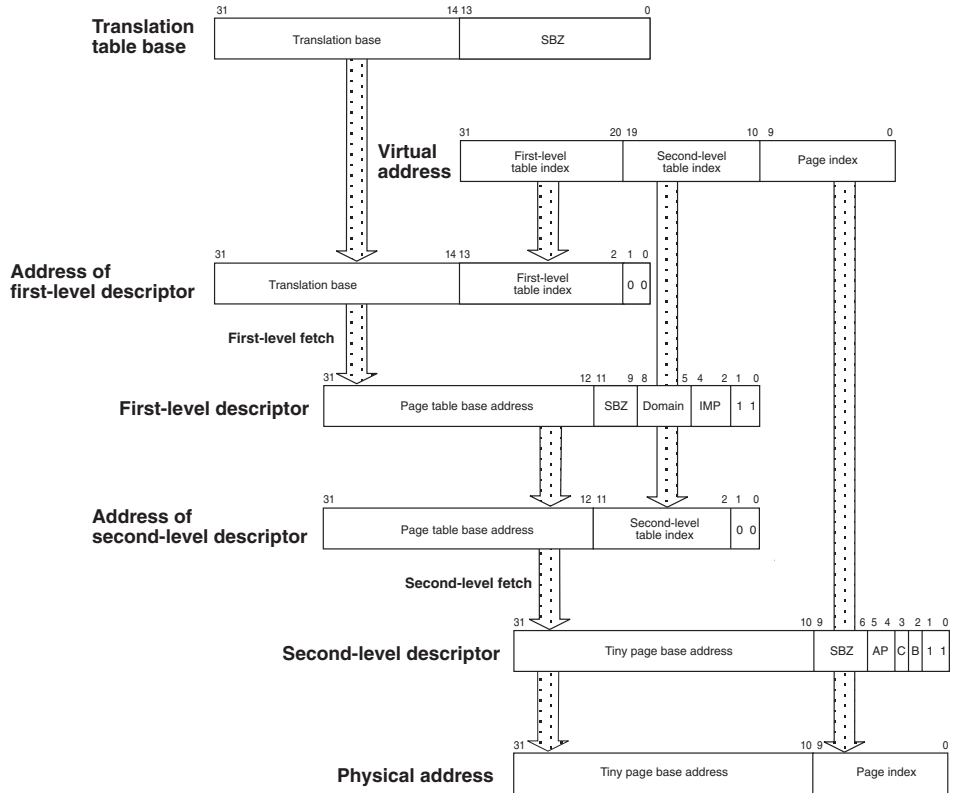 31 14 13 0
Translation
table base
Translation base SBZ
31 20 19 10 9 0
Virtual
address
First-level
table index
Second-level
table index
Page index
31 14 13 2 1 0
Address of
first-level descriptor
Translation base
First-level
table index
0 0
First-level fetch
31 12 11 9 8 5 4 2 1 0
First-level descriptor
Page table base address SBZ Domain IMP 1 1
31 12 11 2 1 0
Address of
second-level descriptor
Page table base address
Second-level
table index
0 0
Second-level fetch
31 10 9 6 5 4 3 2 1 0
Second-level descriptor
Tiny page base address SBZ AP C B 1 1
31 10 9 0
Physical address
Tiny page base address Page index